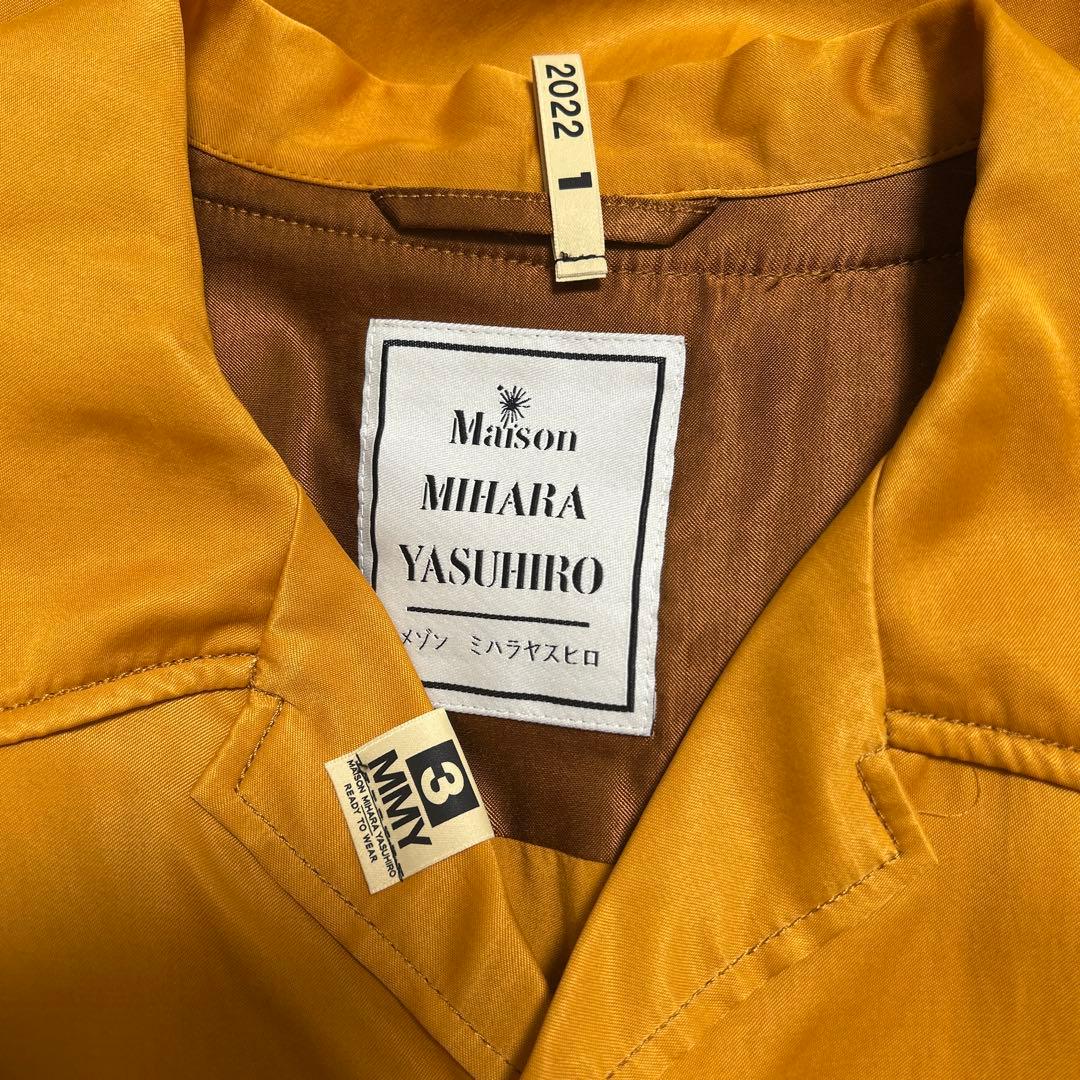 2022 1
Maison
MIHARA
YASUHIRO
メゾン ミハラヤスヒロ
3
MMY
MAISON MIHARA YASUHIRO
READY TO WEAR